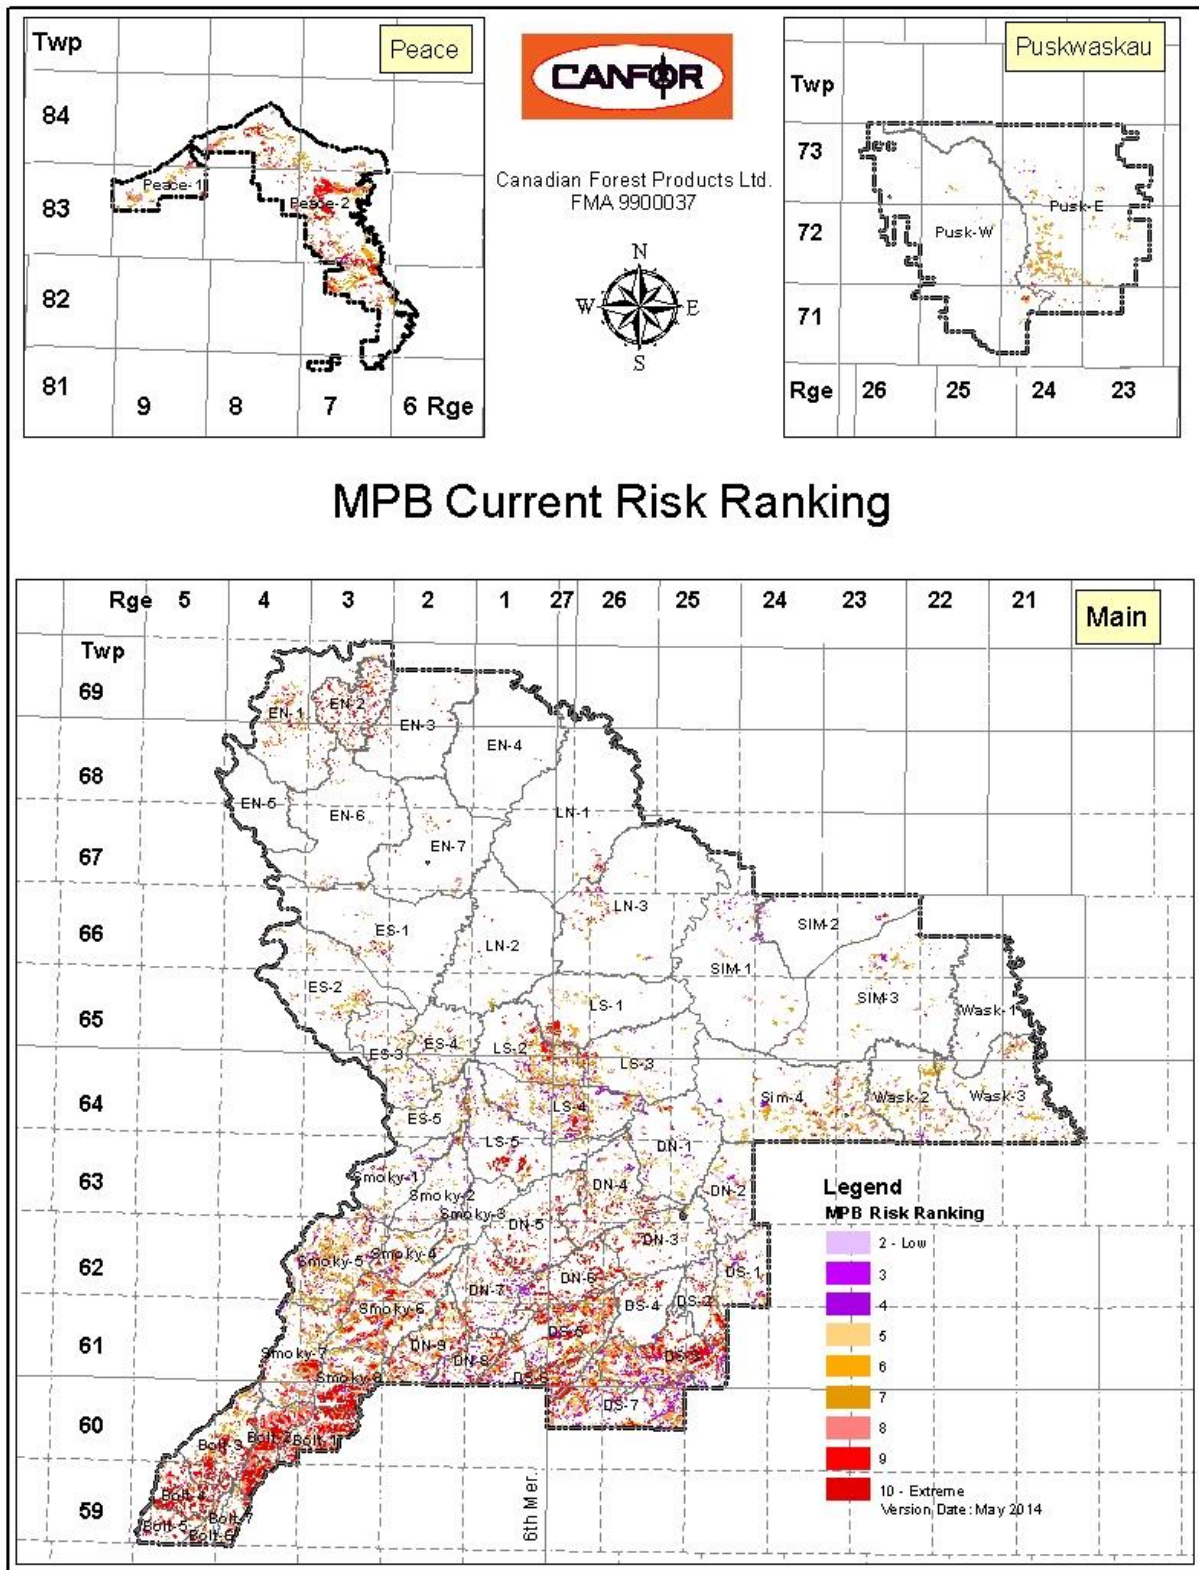 Twp
Peace
84
83
82
81
Peace-1
Peace-2
9 8 7 6 Rge
CANFOR
Canadian Forest Products Ltd.
FMA 9900037
N
W E
S
Puskwaskau
Twp
73
72
71
Pusk-E
Pusk-W
Rge 26 25 24 23
MPB Current Risk Ranking
Rge 5 4 3 2 1 27 26 25 24 23 22 21
Main
Twp
69
68
67
66
65
64
63
62
61
60
59
EN-1
EN-2
EN-3
EN-4
EN-5
EN-6
LN-1
EN-7
LN-3
ES-1
LN-2
SIM-2
SIM-1
ES-2
SIM-3
LS-1
Wask-1
ES-3
ES-4
LS-2
LS-3
ES-5
LS-4
Sim-4
Wask-2
Wask-3
LS-5
DN-1
Smoky-1
Smoky-2
DN-4
DN-2
Smoky-3
DN-5
DN-3
Smoky-5
Smoky-4
DN-7
DN-6
DS-1
Smoky-6
DS-4
DS-2
DN-9
DN-8
DS-5
DS-3
Smoky-7
Smoky-8
DS-6
DS-7
Bolt-3
Bolt-2
Bolt-1
Bolt-4
Bolt-5
Bolt-6
6th Mer.
Legend
MPB Risk Ranking
2 - Low
3
4
5
6
7
8
9
10 - Extreme
Version Date: May 2014